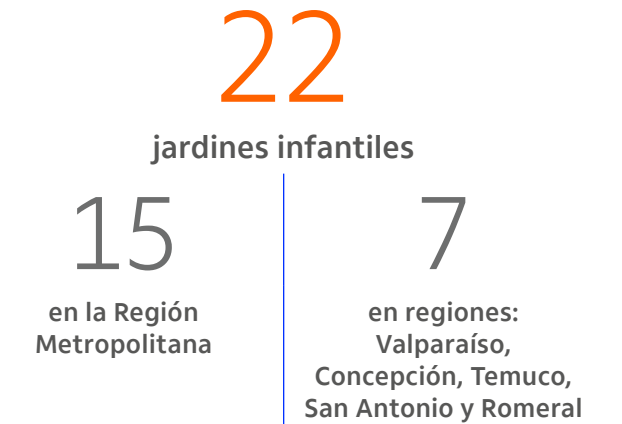 22
jardines infantiles
15
en la Región
Metropolitana
7
en regiones:
Valparaíso,
Concepción, Temuco,
San Antonio y Romeral